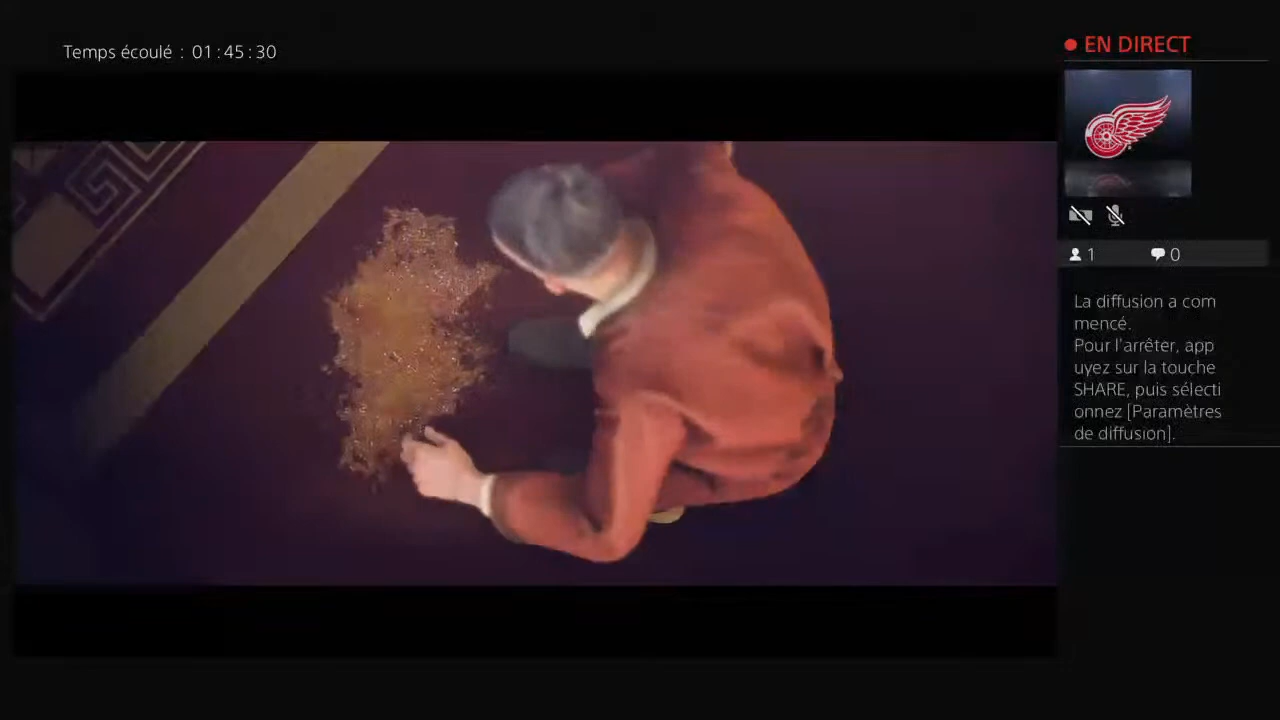 Temps écoulé : 01:45:30
EN DIRECT
1 0
La diffusion a com
mencé.
Pour l'arrêter, app
uyez sur la touche
SHARE, puis sélecti
onnez [Paramètres
de diffusion].